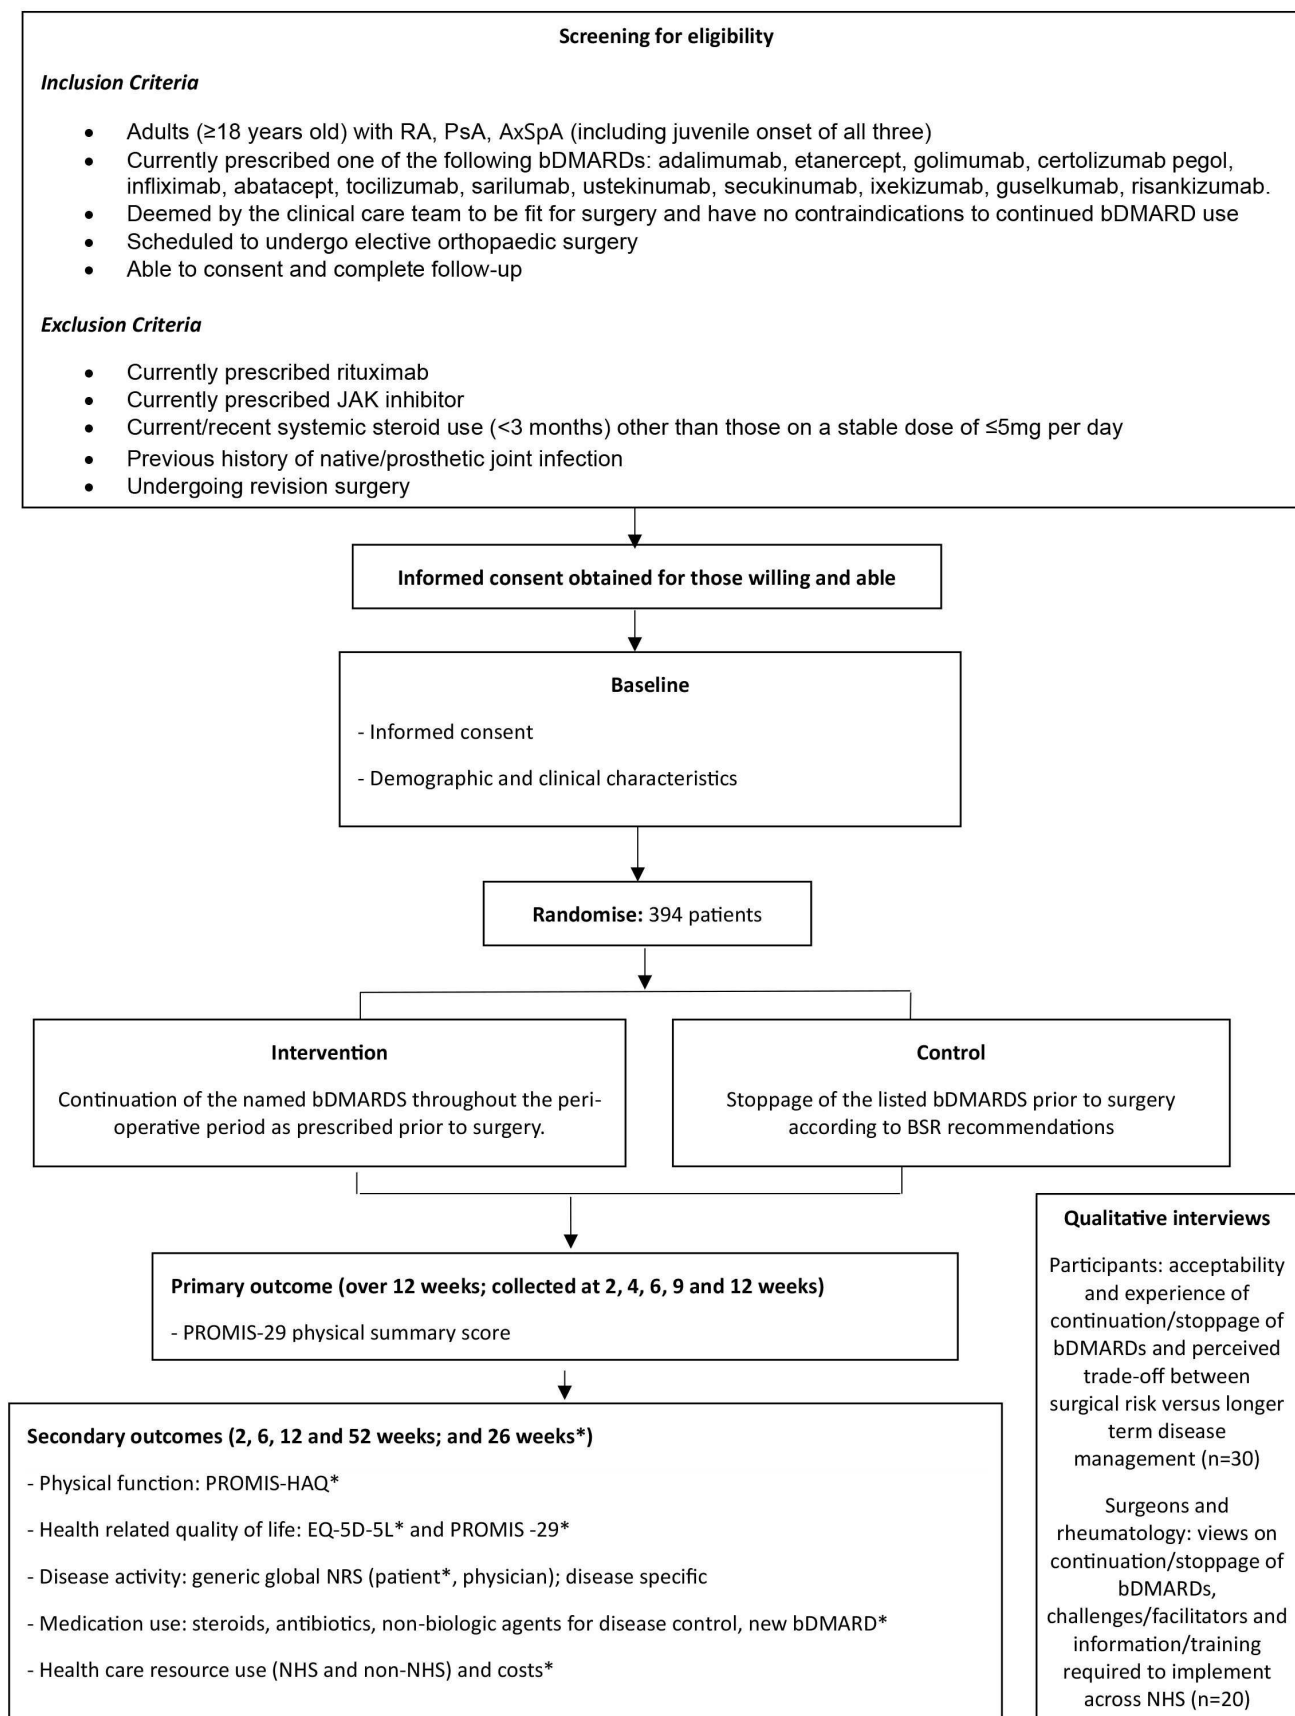 Screening for eligibility
Inclusion Criteria
• Adults (≥18 years old) with RA, PsA, AxSpA (including juvenile onset of all three)
• Currently prescribed one of the following bDMARDs: adalimumab, etanercept, golimumab, certolizumab pegol,
infliximab, abatacept, tocilizumab, sarilumab, ustekinumab, secukinumab, ixekizumab, guselkumab, risankizumab.
• Deemed by the clinical care team to be fit for surgery and have no contraindications to continued bDMARD use
• Scheduled to undergo elective orthopaedic surgery
• Able to consent and complete follow-up
Exclusion Criteria
• Currently prescribed rituximab
• Currently prescribed JAK inhibitor
• Current/recent systemic steroid use (<3 months) other than those on a stable dose of ≤5mg per day
• Previous history of native/prosthetic joint infection
• Undergoing revision surgery
Informed consent obtained for those willing and able
Baseline
- Informed consent
- Demographic and clinical characteristics
Randomise: 394 patients
Intervention
Continuation of the named bDMARDS throughout the peri-
operative period as prescribed prior to surgery.
Control
Stoppage of the listed bDMARDS prior to surgery
according to BSR recommendations
Primary outcome (over 12 weeks; collected at 2, 4, 6, 9 and 12 weeks)
- PROMIS-29 physical summary score
Secondary outcomes (2, 6, 12 and 52 weeks; and 26 weeks*)
- Physical function: PROMIS-HAQ*
- Health related quality of life: EQ-5D-5L* and PROMIS -29*
- Disease activity: generic global NRS (patient*, physician); disease specific
- Medication use: steroids, antibiotics, non-biologic agents for disease control, new bDMARD*
- Health care resource use (NHS and non-NHS) and costs*
Qualitative interviews
Participants: acceptability
and experience of
continuation/stoppage of
bDMARDs and perceived
trade-off between
surgical risk versus longer
term disease
management (n=30)
Surgeons and
rheumatology: views on
continuation/stoppage of
bDMARDs,
challenges/facilitators and
information/training
required to implement
across NHS (n=20)